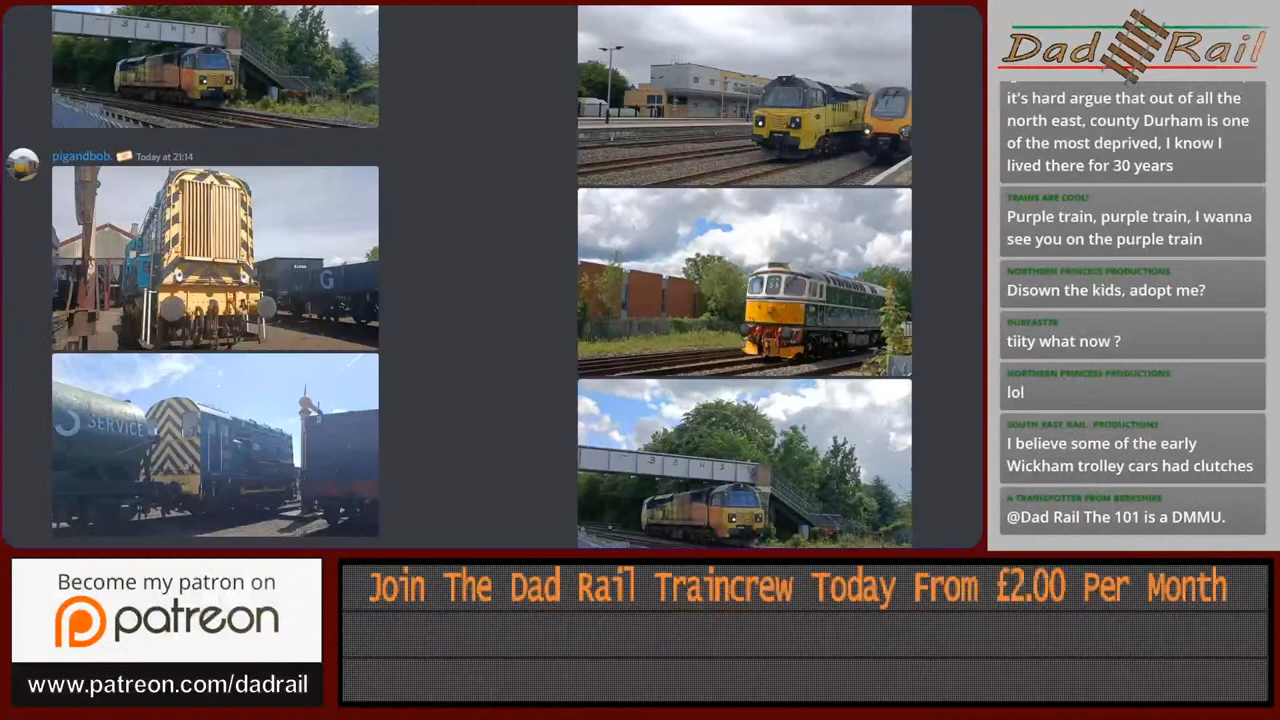 pigandbob. Today at 21:14
G
SERVICE
Dad Rail
it's hard argue that out of all the
north east, county Durham is one
of the most deprived, I know I
lived there for 30 years
TRAINS ARE COOL!
Purple train, purple train, I wanna
see you on the purple train
NORTHERN PRINCESS PRODUCTIONS
Disown the kids, adopt me?
tiity what now ?
NORTHERN PRINCESS PRODUCTIONS
lol
SOUTH EAST RAIL PRODUCTIONS
I believe some of the early
Wickham trolley cars had clutches
A TRAINSPOTTER FROM BERKSHIRE
@Dad Rail The 101 is a DMMU.
Become my patron on
patreon
www.patreon.com/dadrail
Join The Dad Rail Traincrew Today From £2.00 Per Month